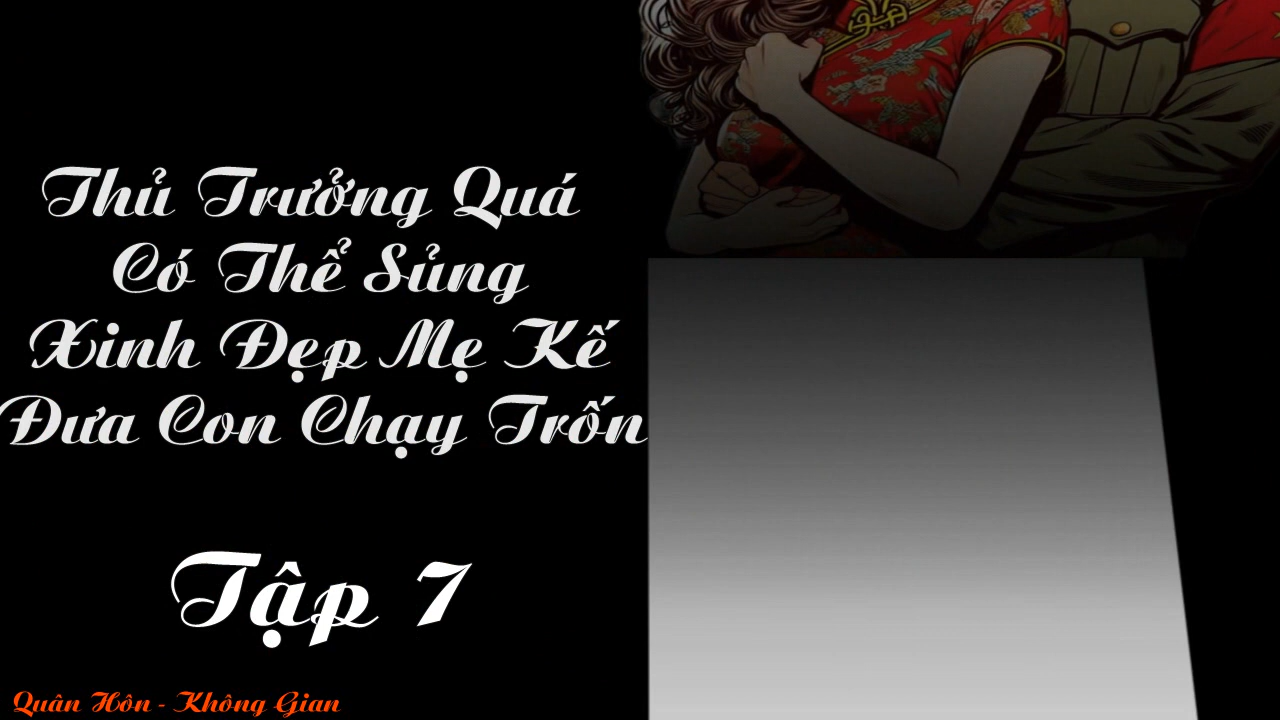 Thủ Trưởng Quá
Có Thể Sủng
Xinh Đẹp Mẹ Kế
Đưa Con Chạy Trốn
Tập 7
Quân Hôn - Không Gian